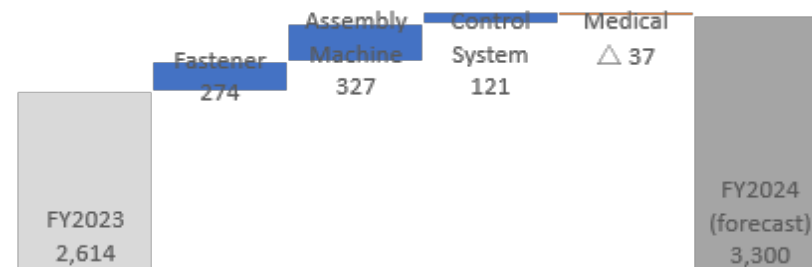 FY2023
2,614
Fastener
274
Assembly
Machine
327
Control
System
121
Medical
△ 37
FY2024
(forecast)
3,300